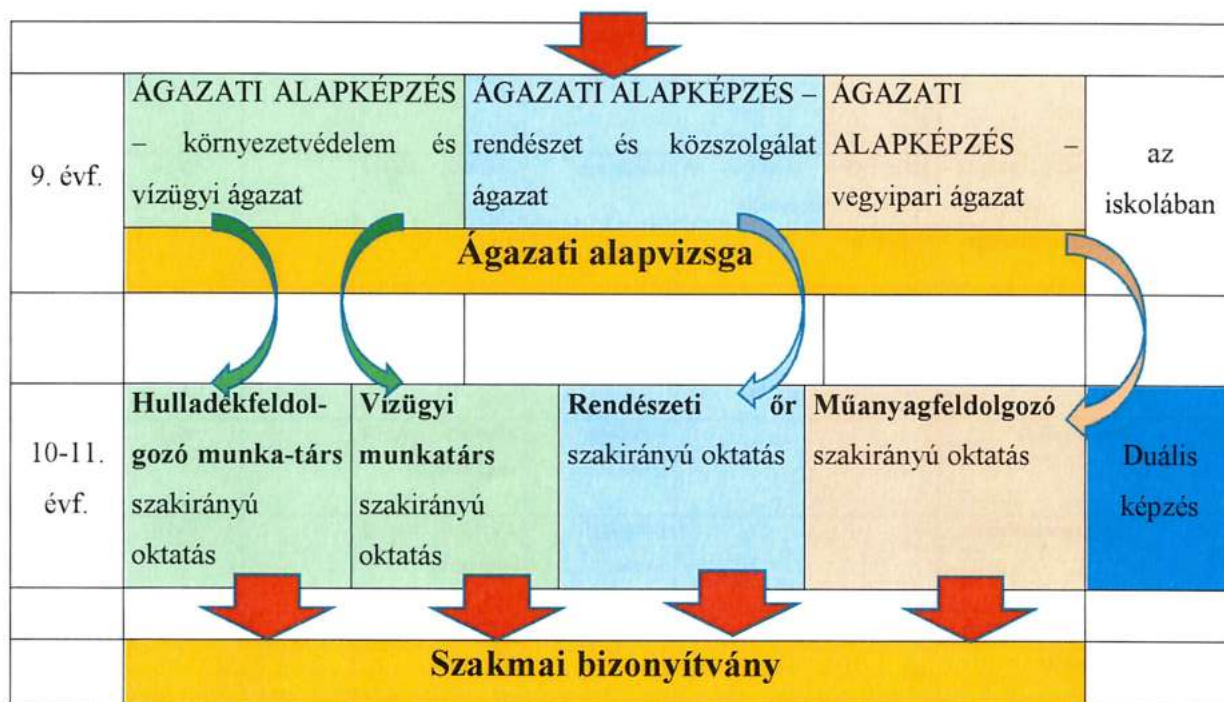 9. évf.
ÁGAZATI ALAPKÉPZÉS
– környezetvédelem és
vízügyi ágazat
ÁGAZATI ALAPKÉPZÉS –
rendészet és közszolgálat
ágazat
ÁGAZATI
ALAPKÉPZÉS –
vegyipari ágazat
az
iskolában
Ágazati alapvizsga
10-11.
évf.
Hulladékfeldol-
gozó munka-társ
szakirányú
oktatás
Vízügyi
munkatárs
szakirányú
oktatás
Rendészeti őr
szakirányú oktatás
Műanyagfeldolgozó
szakirányú oktatás
Duális
képzés
Szakmai bizonyítvány